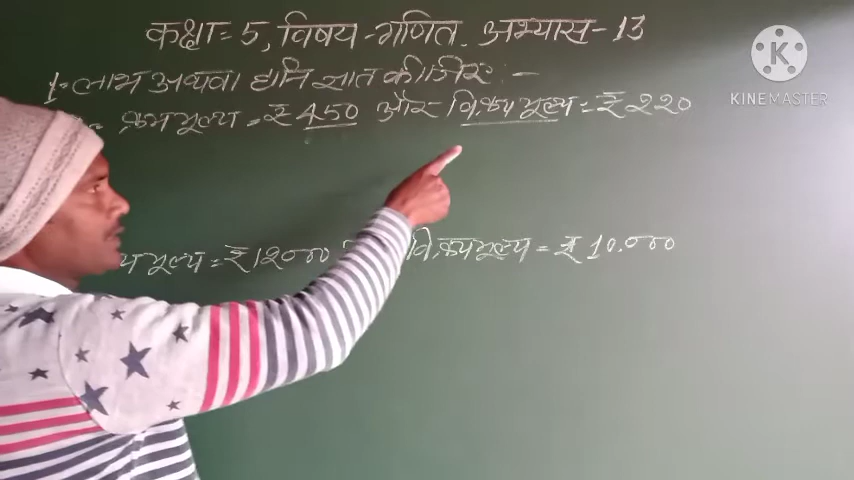 कक्षा = 5, विषय - गणित. अभ्यास - 13
1. लाभ अथवा हानि ज्ञात कीजिए :-
क्रय मूल्य = ₹ 450 और विक्रय मूल्य = ₹ 220
मूल्य = ₹ 12000 विक्रय मूल्य = ₹ 10.000
K
KINEMASTER